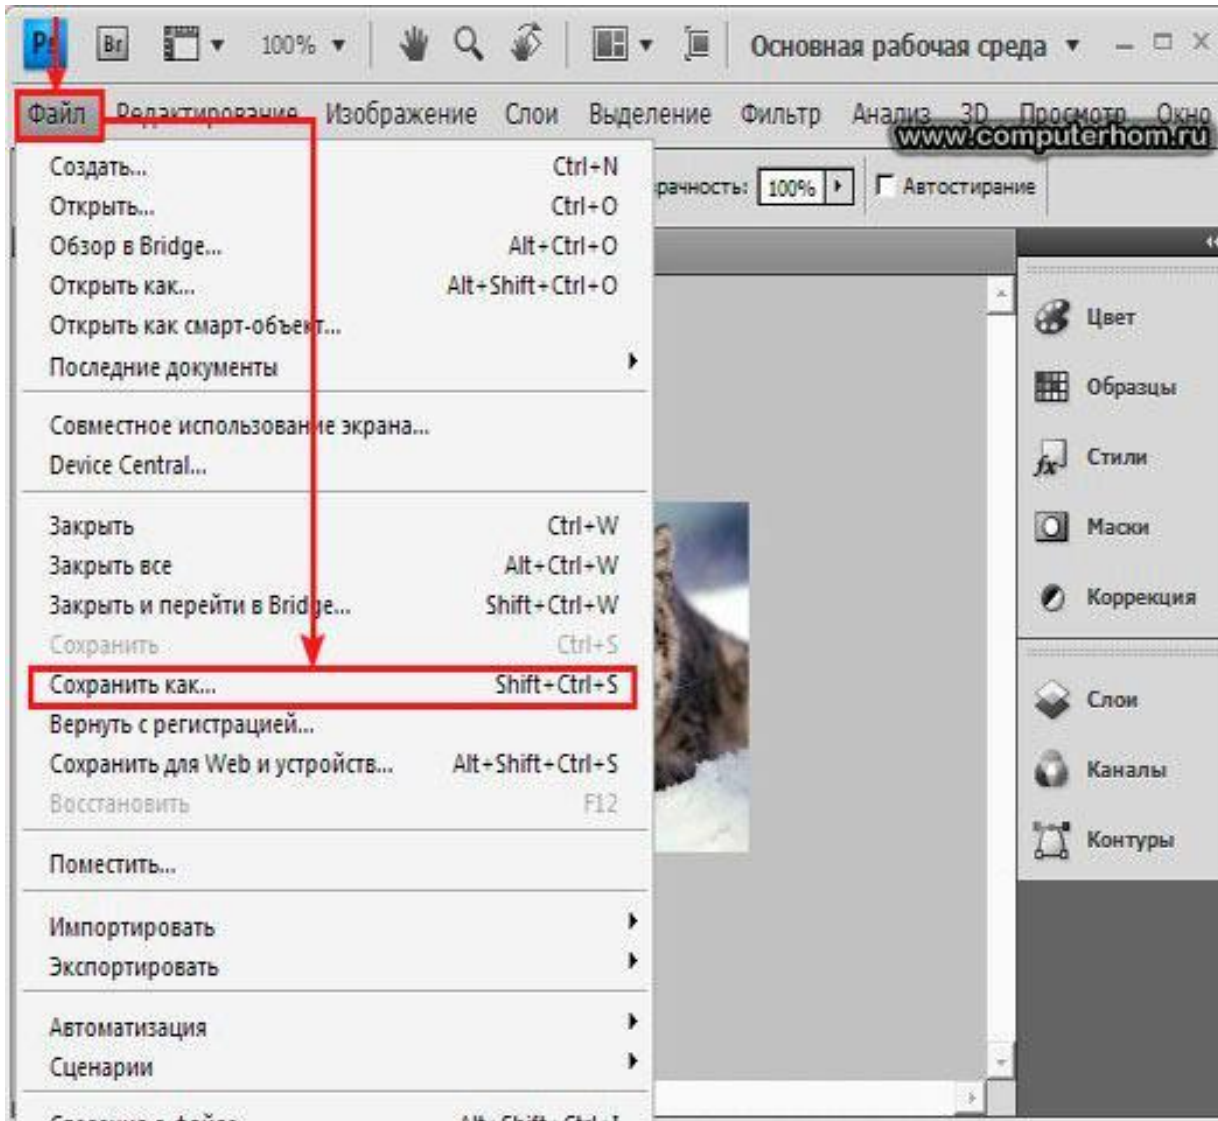 Ps Br 100% Основная рабочая среда
Файл Редактирование Изображение Слои Выделение Фильтр Анализ 3D Просмотр Окно
www.computerhom.ru
Создать... Ctrl+N
Открыть... Ctrl+O
Обзор в Bridge... Alt+Ctrl+O
Открыть как... Alt+Shift+Ctrl+O
Открыть как смарт-объект...
Последние документы
Совместное использование экрана...
Device Central...
Закрыть Ctrl+W
Закрыть все Alt+Ctrl+W
Закрыть и перейти в Bridge... Shift+Ctrl+W
Сохранить Ctrl+S
Сохранить как... Shift+Ctrl+S
Вернуть с регистрацией...
Сохранить для Web и устройств... Alt+Shift+Ctrl+S
Восстановить F12
Поместить...
Импортировать
Экспортировать
Автоматизация
Сценарии
рачность: 100% Автостирание
Цвет
Образцы
fx Стили
Маски
Коррекция
Слои
Каналы
Контуры